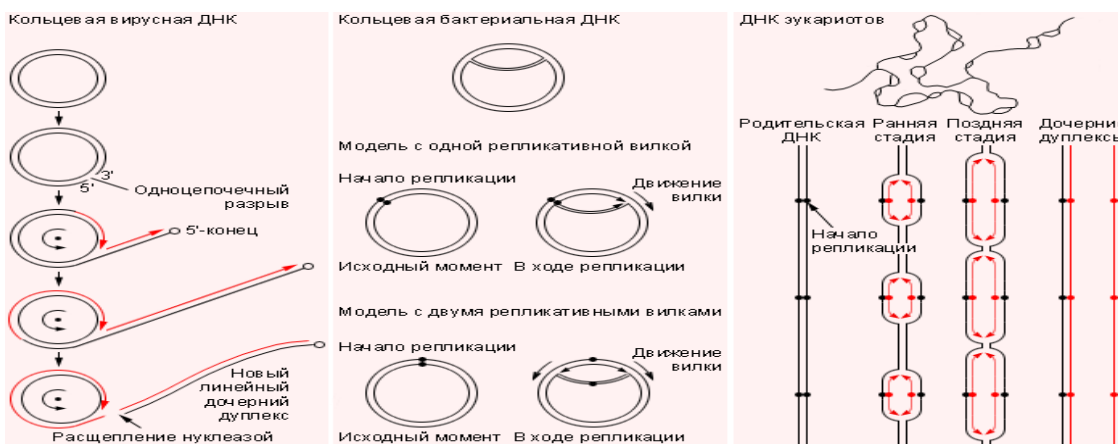 Кольцевая вирусная ДНК
3'
5'
Одноцепочечный
разрыв
5'-конец
Новый
линейный
дочерний
дуплекс
Расщепление нуклеазой
Кольцевая бактериальная ДНК
Модель с одной репликативной вилкой
Начало репликации
Движение
вилки
Исходный момент
В ходе репликации
Модель с двумя репликативными вилками
Начало репликации
Движение
вилки
Исходный момент
В ходе репликации
ДНК эукариотов
Родительская
ДНК
Ранняя
стадия
Поздняя
стадия
Дочерние
дуплексы
Начало
репликации